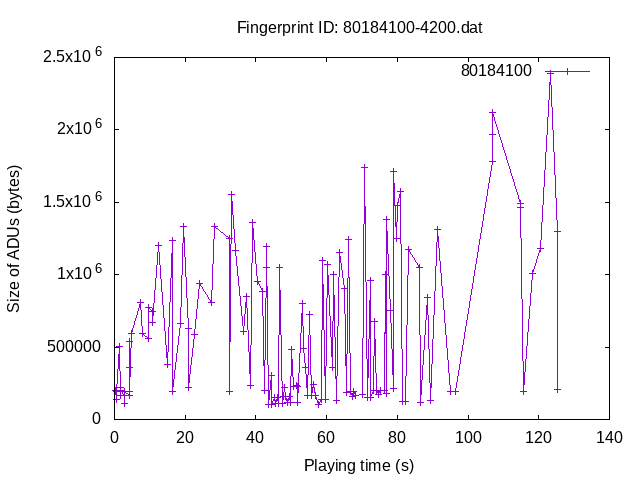 Fingerprint ID: 80184100-4200.dat
2.5x10^6
80184100
2x10^6
1.5x10^6
1x10^6
500000
0
0 20 40 60 80 100 120 140
Size of ADUs (bytes)
Playing time (s)